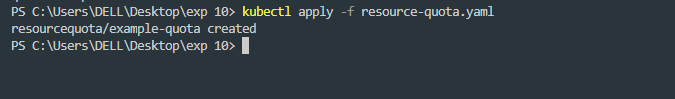 PS C:\Users\DELL\Desktop\exp 10> kubectl apply -f resource-quota.yaml
resourcequota/example-quota created
PS C:\Users\DELL\Desktop\exp 10>